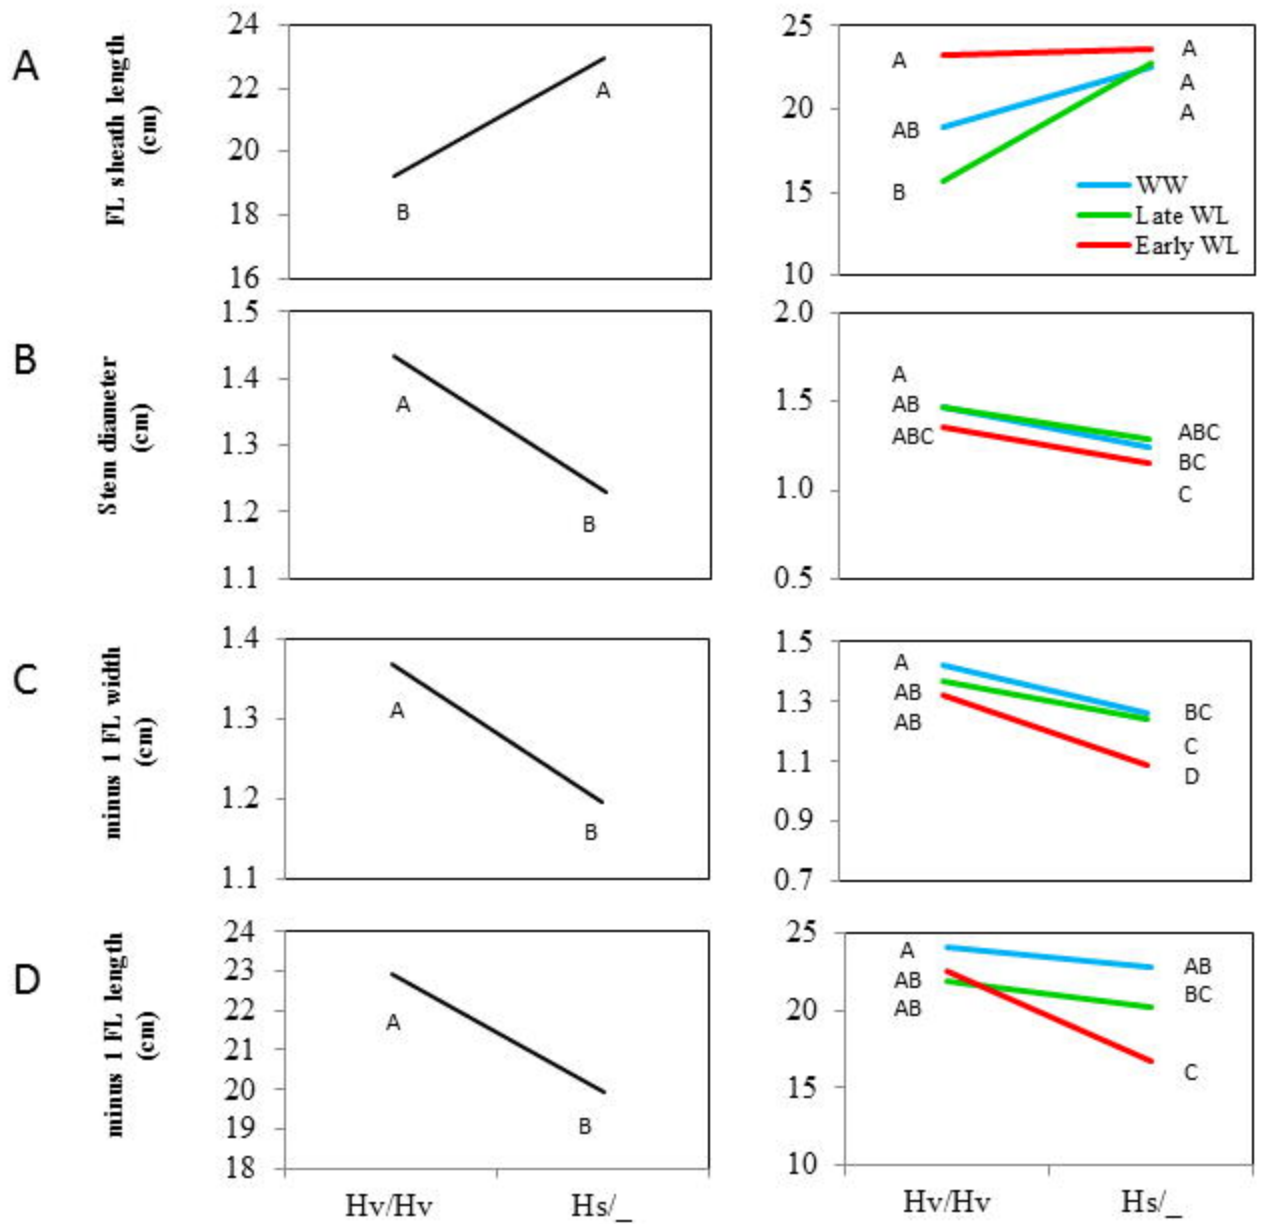 A
FL sheath length
(cm)
24
22
20
18
16
A
B
25
20
15
10
A
AB
B
A
A
A
WW
Late WL
Early WL
B
Stem diameter
(cm)
1.5
1.4
1.3
1.2
1.1
A
B
2.0
1.5
1.0
0.5
A
AB
ABC
ABC
BC
C
C
minus 1 FL width
(cm)
1.4
1.3
1.2
1.1
A
B
1.5
1.3
1.1
0.9
0.7
A
AB
AB
BC
C
D
D
minus 1 FL length
(cm)
24
23
22
21
20
19
18
A
B
25
20
15
10
A
AB
AB
AB
BC
C
Hv/Hv
Hs/_
Hv/Hv
Hs/_